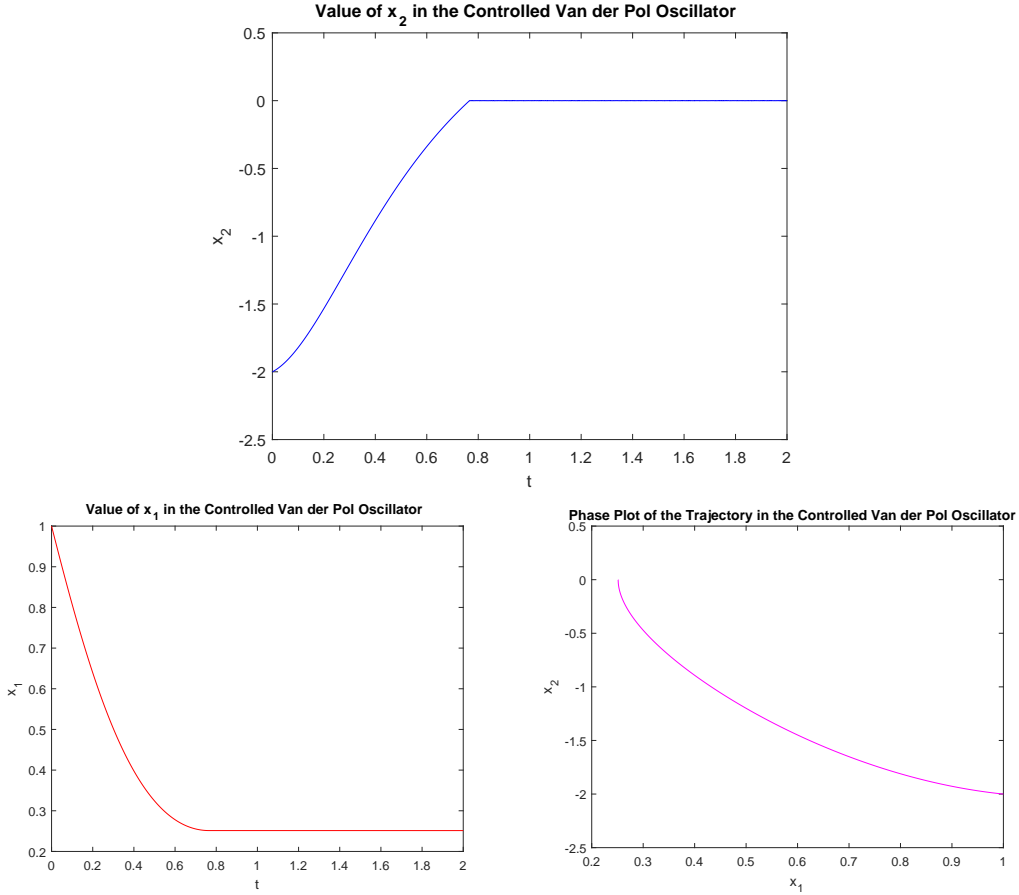 Value of x2 in the Controlled Van der Pol Oscillator
0.5
0
-0.5
-1
-1.5
-2
-2.5
x2
0 0.2 0.4 0.6 0.8 1 1.2 1.4 1.6 1.8 2
t
Value of x1 in the Controlled Van der Pol Oscillator
1
0.9
0.8
0.7
0.6
0.5
0.4
0.3
0.2
x1
0 0.2 0.4 0.6 0.8 1 1.2 1.4 1.6 1.8 2
t
Phase Plot of the Trajectory in the Controlled Van der Pol Oscillator
0.5
0
-0.5
-1
-1.5
-2
-2.5
x2
0.2 0.3 0.4 0.5 0.6 0.7 0.8 0.9 1
x1